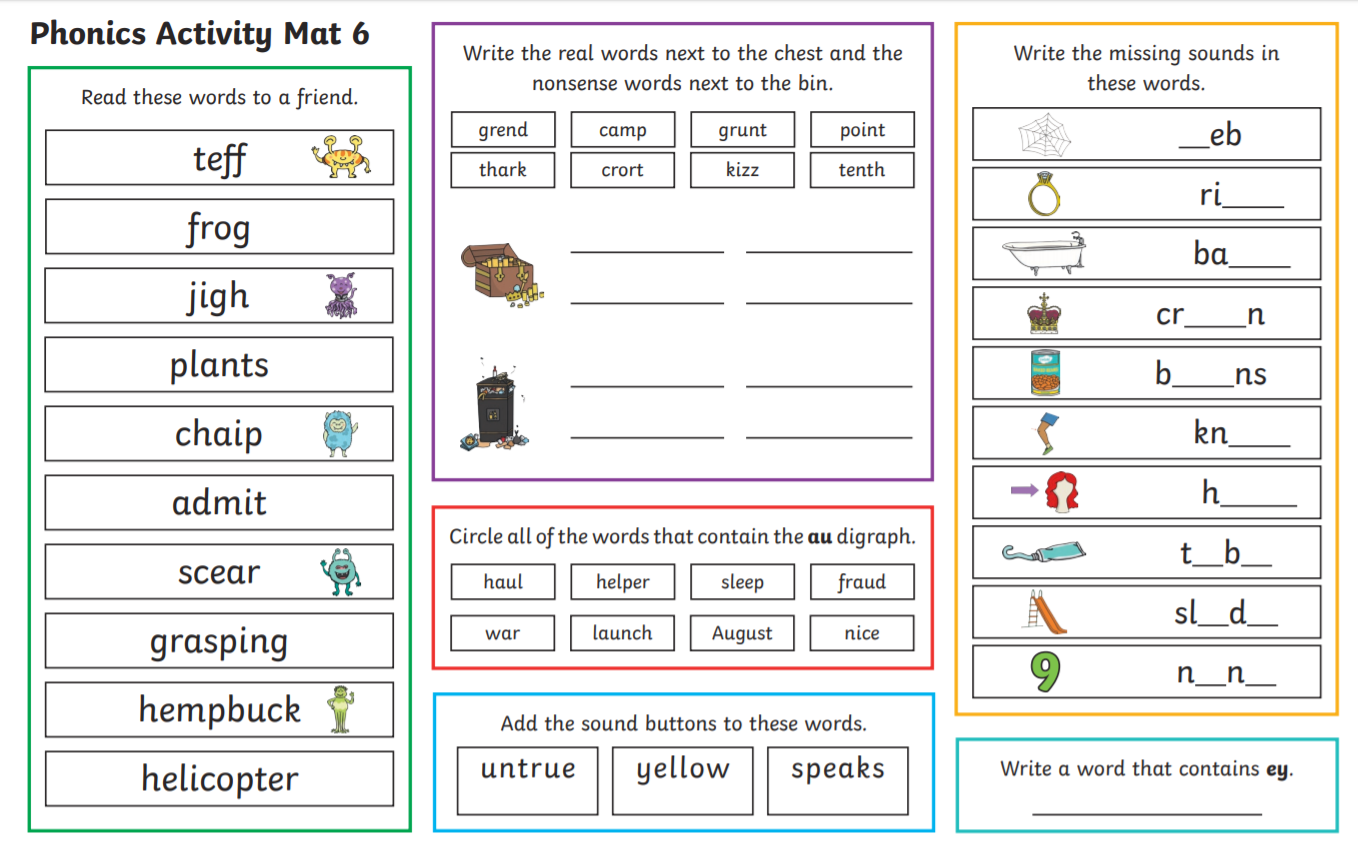 Phonics Activity Mat 6
Read these words to a friend.
teff
frog
jigh
plants
chaip
admit
scear
grasping
hempbuck
helicopter
Write the real words next to the chest and the
nonsense words next to the bin.
grend camp grunt point
thark crort kizz tenth
Circle all of the words that contain the au digraph.
haul helper sleep fraud
war launch August nice
Add the sound buttons to these words.
untrue yellow speaks
Write the missing sounds in
these words.
__eb
ri____
ba____
cr____n
b____ns
kn____
h_____
t__b__
sl__d__
9 n__n__
Write a word that contains ey.